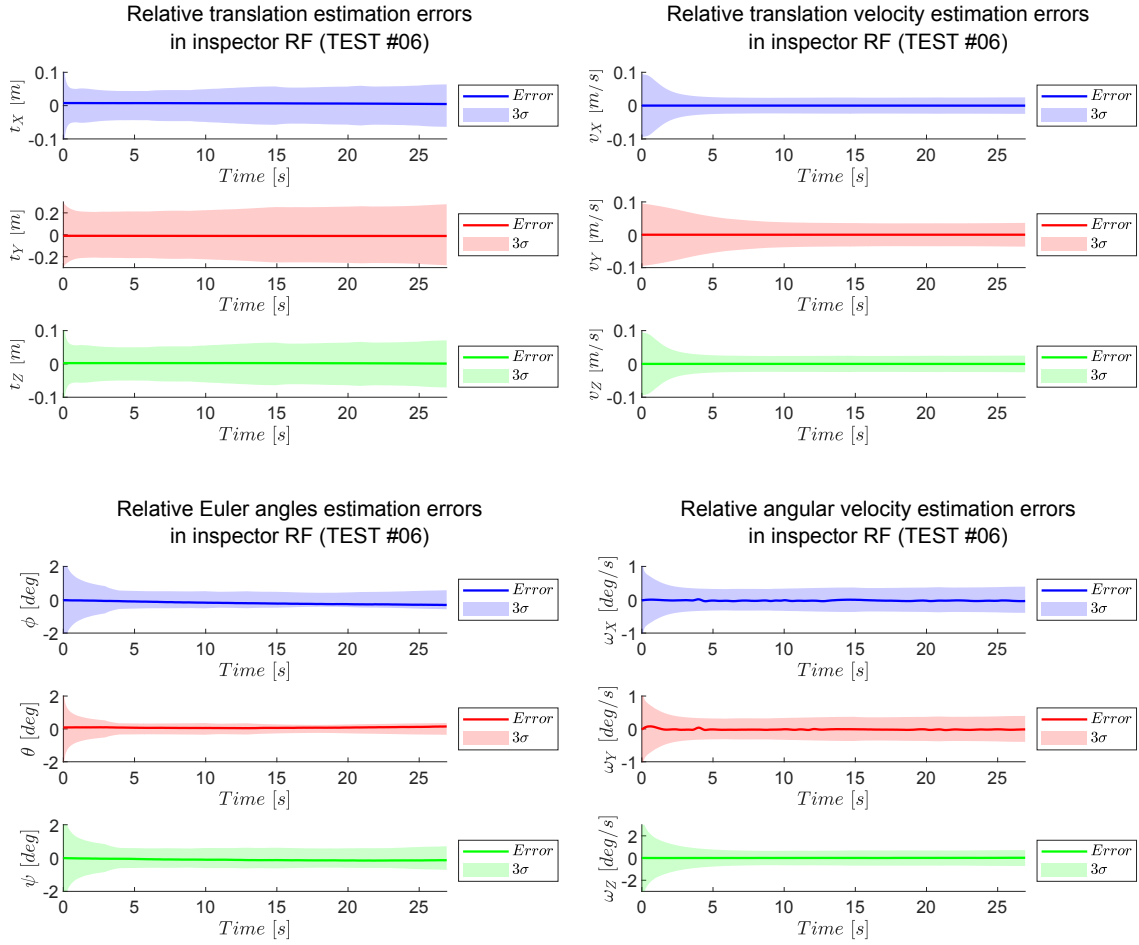 Relative translation estimation errors
in inspector RF (TEST #06)
0.1
0
-0.1
t_X [m]
0 5 10 15 20 25
Time [s]
Error
3σ
0.2
0
-0.2
t_Y [m]
0 5 10 15 20 25
Time [s]
Error
3σ
0.1
0
-0.1
t_Z [m]
0 5 10 15 20 25
Time [s]
Error
3σ
Relative translation velocity estimation errors
in inspector RF (TEST #06)
0.1
0
-0.1
v_X [m/s]
0 5 10 15 20 25
Time [s]
Error
3σ
0.1
0
-0.1
v_Y [m/s]
0 5 10 15 20 25
Time [s]
Error
3σ
0.1
0
-0.1
v_Z [m/s]
0 5 10 15 20 25
Time [s]
Error
3σ
Relative Euler angles estimation errors
in inspector RF (TEST #06)
2
0
-2
ϕ [deg]
0 5 10 15 20 25
Time [s]
Error
3σ
2
0
-2
θ [deg]
0 5 10 15 20 25
Time [s]
Error
3σ
2
0
-2
ψ [deg]
0 5 10 15 20 25
Time [s]
Error
3σ
Relative angular velocity estimation errors
in inspector RF (TEST #06)
1
0
-1
ω_X [deg/s]
0 5 10 15 20 25
Time [s]
Error
3σ
1
0
-1
ω_Y [deg/s]
0 5 10 15 20 25
Time [s]
Error
3σ
2
0
-2
ω_Z [deg/s]
0 5 10 15 20 25
Time [s]
Error
3σ